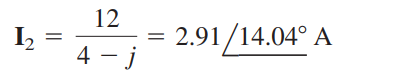 I₂ = 12 / (4 − j) = 2.91∠14.04° A